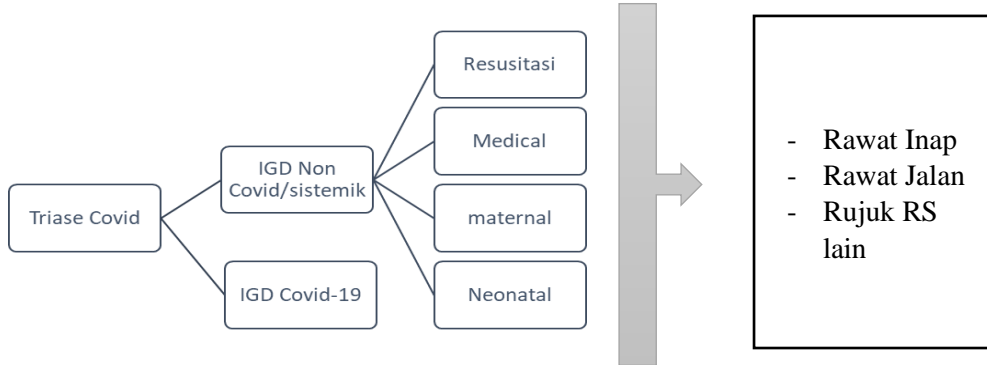 Triase Covid
IGD Non
Covid/sistemik
IGD Covid-19
Resusitasi
Medical
maternal
Neonatal
- Rawat Inap
- Rawat Jalan
- Rujuk RS
lain